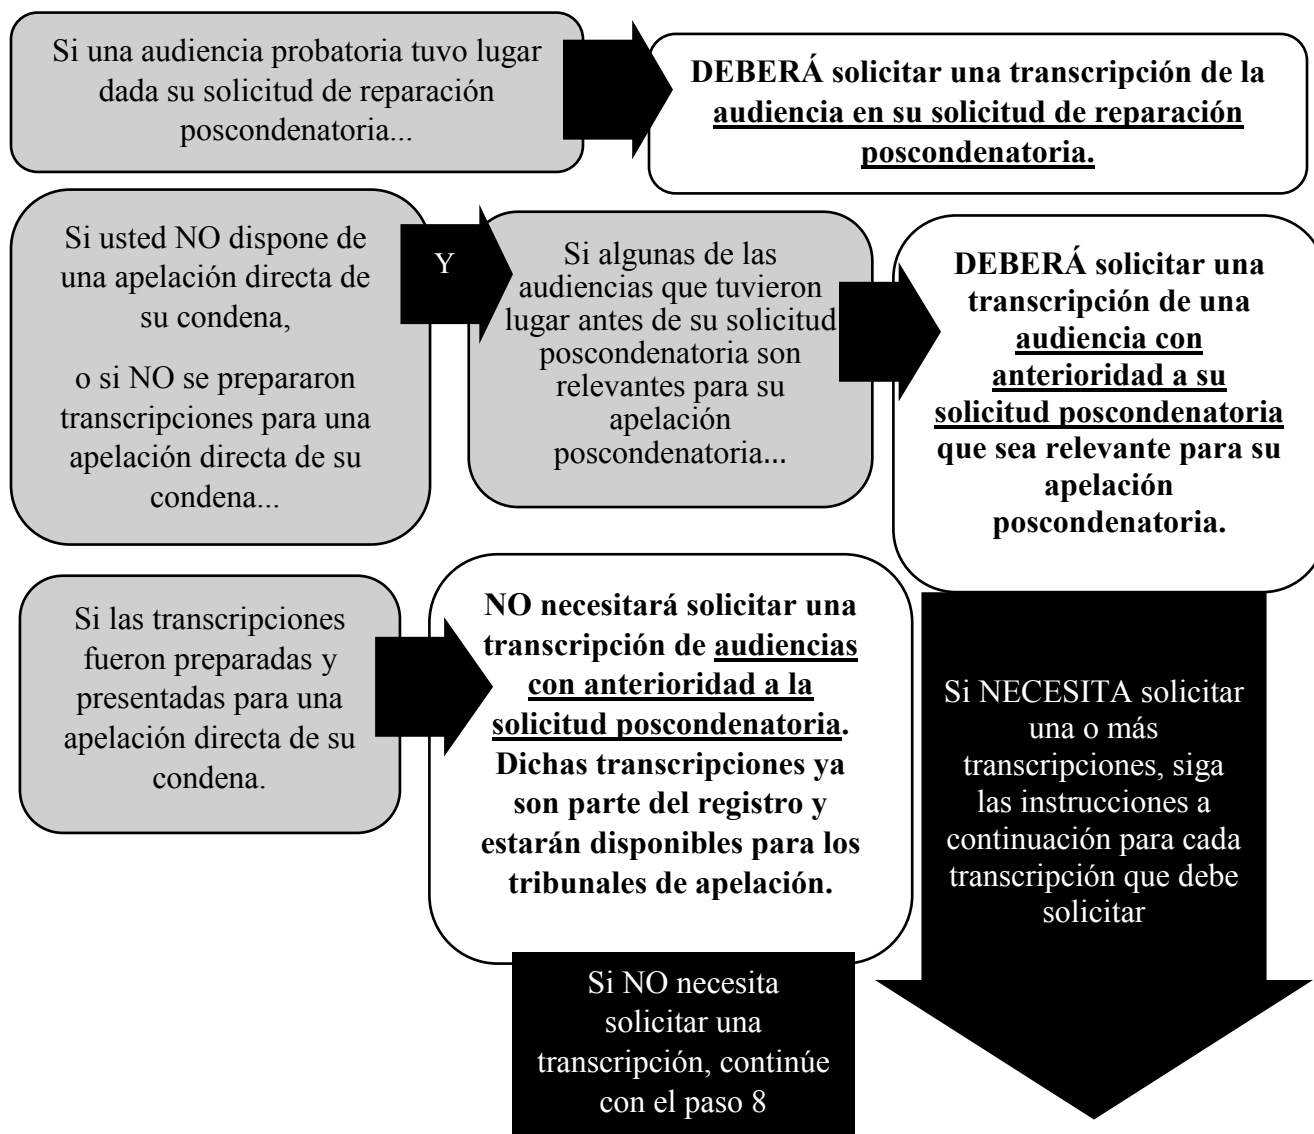 Si una audiencia probatoria tuvo lugar
dada su solicitud de reparación
poscondenatoria...
DEBERÁ solicitar una transcripción de la
audiencia en su solicitud de reparación
poscondenatoria.
Si usted NO dispone de
una apelación directa de
su condena,
o si NO se prepararon
transcripciones para una
apelación directa de su
condena...
Y
Si algunas de las
audiencias que tuvieron
lugar antes de su solicitud
poscondenatoria son
relevantes para su
apelación
poscondenatoria...
DEBERÁ solicitar una
transcripción de una
audiencia con
anterioridad a su
solicitud poscondenatoria
que sea relevante para su
apelación
poscondenatoria.
Si las transcripciones
fueron preparadas y
presentadas para una
apelación directa de su
condena.
NO necesitará solicitar una
transcripción de audiencias
con anterioridad a la
solicitud poscondenatoria.
Dichas transcripciones ya
son parte del registro y
estarán disponibles para los
tribunales de apelación.
Si NECESITA solicitar
una o más
transcripciones, siga
las instrucciones a
continuación para cada
transcripción que debe
solicitar
Si NO necesita
solicitar una
transcripción, continúe
con el paso 8